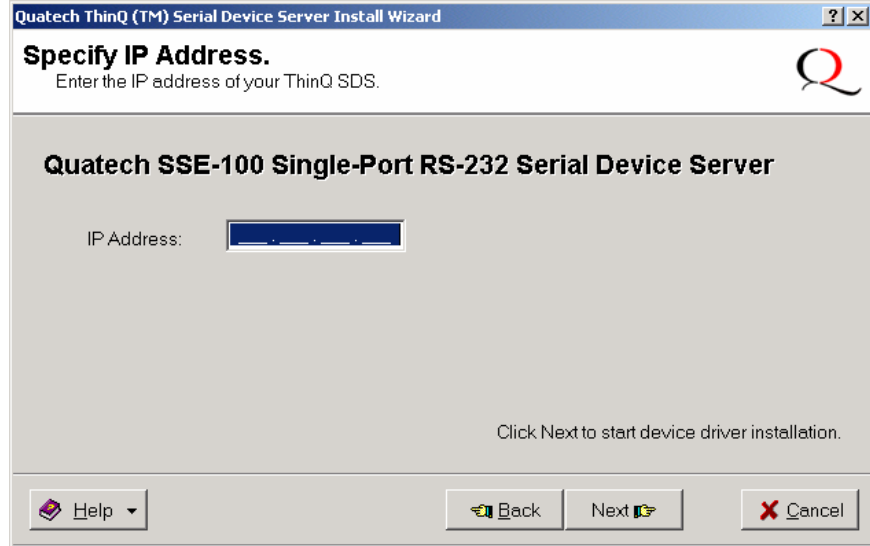 Quatech ThinQ (TM) Serial Device Server Install Wizard
Specify IP Address.
Enter the IP address of your ThinQ SDS.
Quatech SSE-100 Single-Port RS-232 Serial Device Server
IP Address: ___.___.___.___
Click Next to start device driver installation.
Help Back Next Cancel